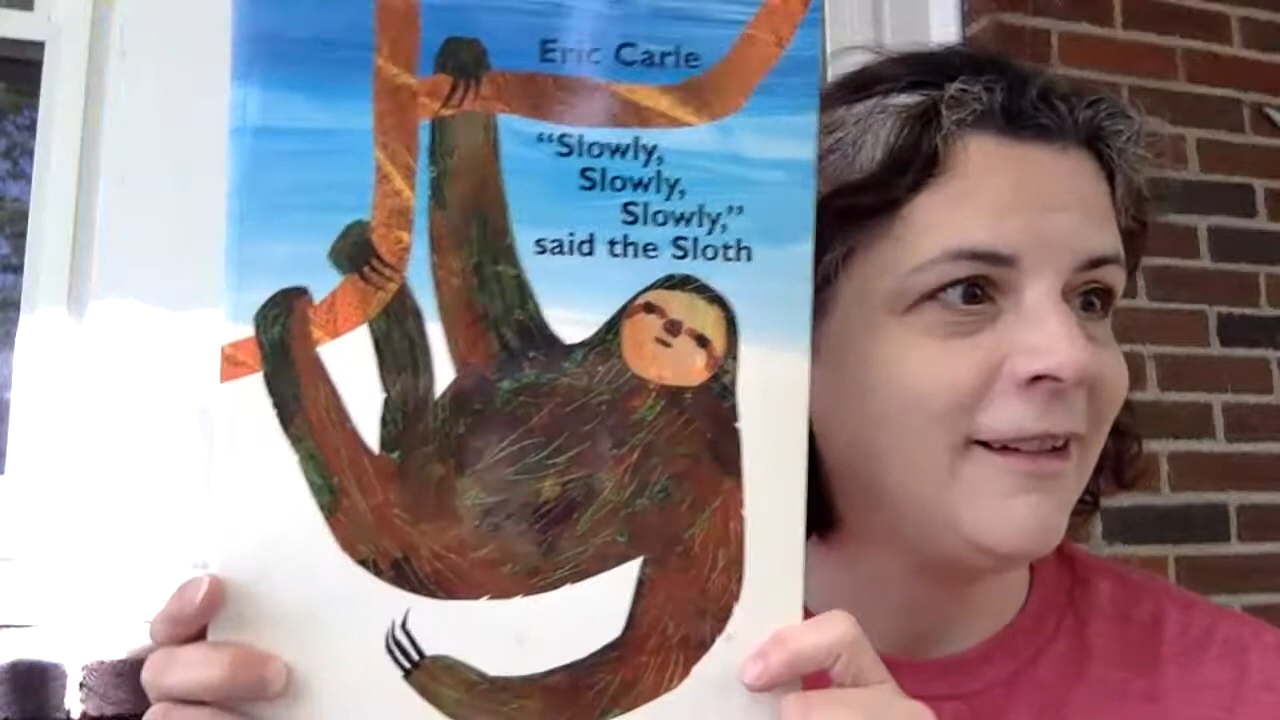 Eric Carle
“Slowly,
Slowly,
Slowly,”
said the Sloth